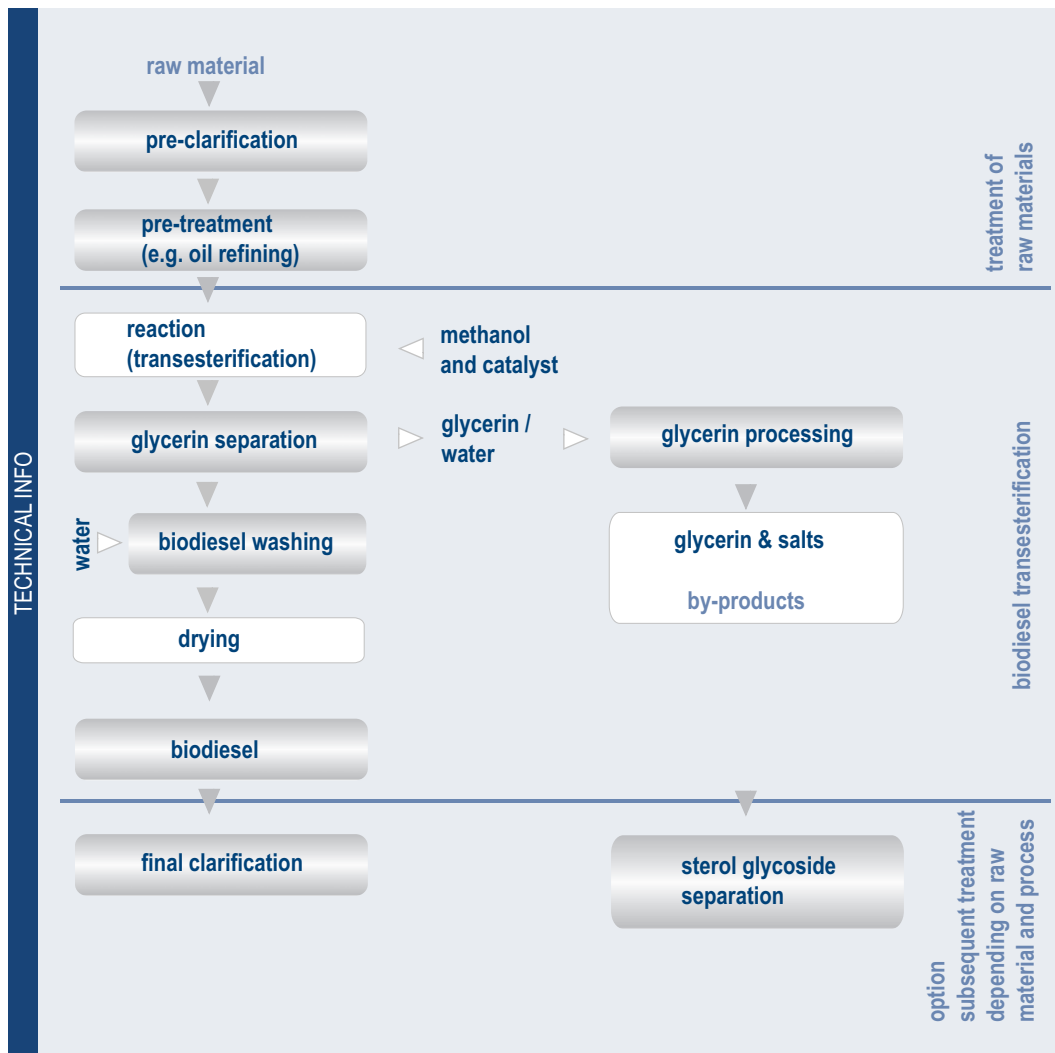 TECHNICAL INFO
raw material
pre-clarification
pre-treatment
(e.g. oil refining)
treatment of
raw materials
reaction
(transesterification)
methanol
and catalyst
glycerin separation
glycerin /
water
glycerin processing
water
biodiesel washing
glycerin & salts
by-products
drying
biodiesel
biodiesel transesterification
final clarification
sterol glycoside
separation
option
subsequent treatment
depending on raw
material and process